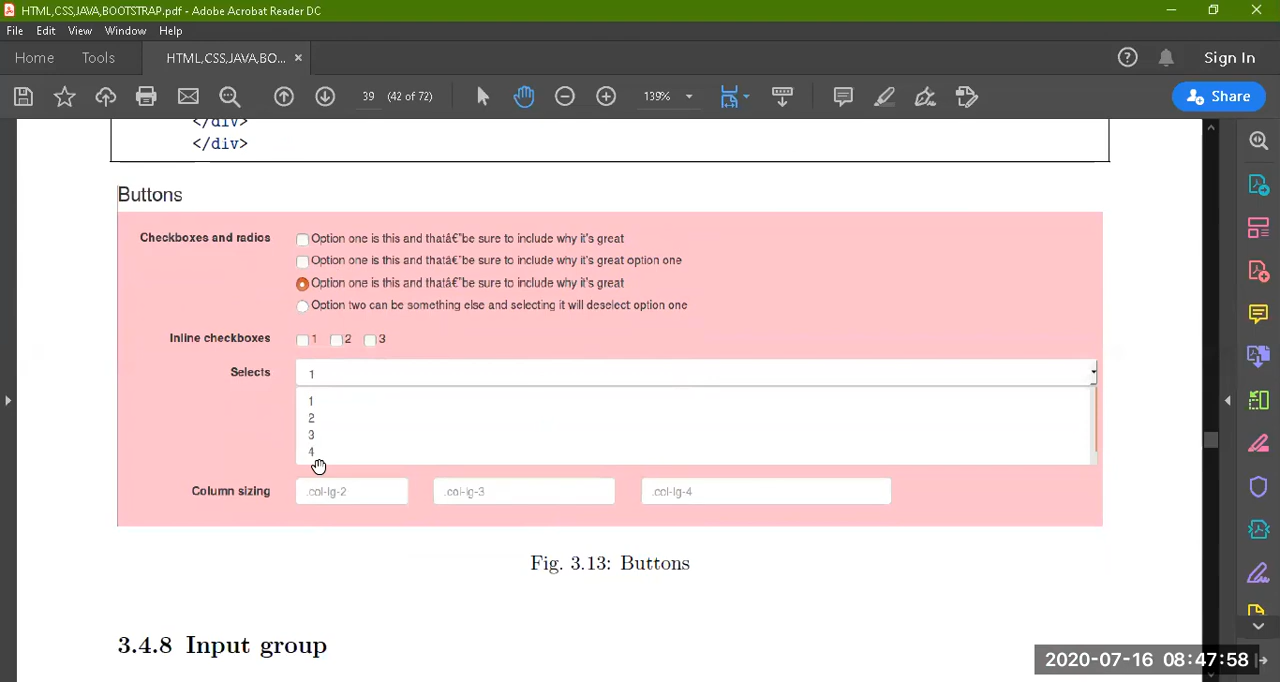 HTML,CSS,JAVA,BOOTSTRAP.pdf - Adobe Acrobat Reader DC
File Edit View Window Help
Home Tools HTML,CSS,JAVA,BO... × Sign In
39 (42 of 72) 139% Share
</div>
</div>
Buttons
Checkboxes and radios Option one is this and thatâ€”be sure to include why it's great
Option one is this and thatâ€”be sure to include why it's great option one
Option one is this and thatâ€”be sure to include why it's great
Option two can be something else and selecting it will deselect option one
Inline checkboxes 1 2 3
Selects 1
1
2
3
4
Column sizing .col-lg-2 .col-lg-3 .col-lg-4
Fig. 3.13: Buttons
3.4.8 Input group
2020-07-16 08:47:58